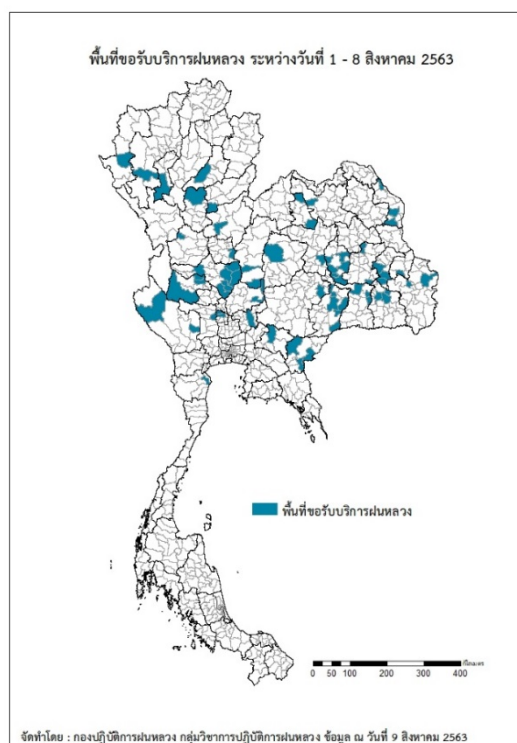 พื้นที่ขอรับบริการฝนหลวง ระหว่างวันที่ 1 - 8 สิงหาคม 2563
พื้นที่ขอรับบริการฝนหลวง
กิโลเมตร
0 50 100 200 300 400
จัดทำโดย : กองปฏิบัติการฝนหลวง กลุ่มวิชาการปฏิบัติการฝนหลวง ข้อมูล ณ วันที่ 9 สิงหาคม 2563